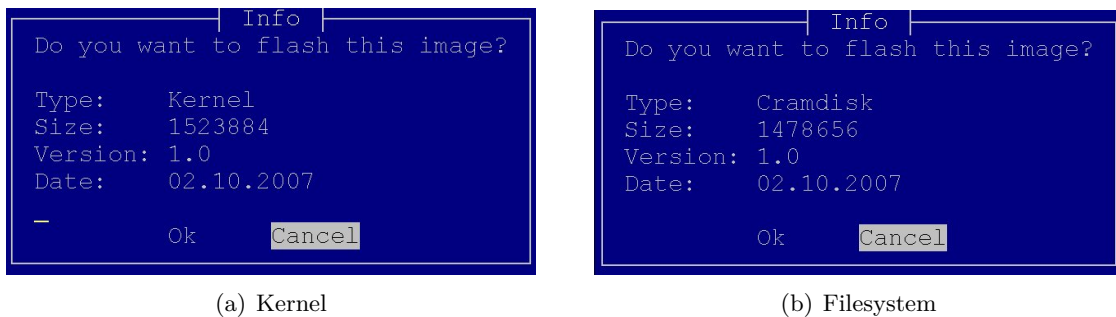 Info
Do you want to flash this image?
Type: Kernel
Size: 1523884
Version: 1.0
Date: 02.10.2007
Ok Cancel
(a) Kernel
Info
Do you want to flash this image?
Type: Cramdisk
Size: 1478656
Version: 1.0
Date: 02.10.2007
Ok Cancel
(b) Filesystem